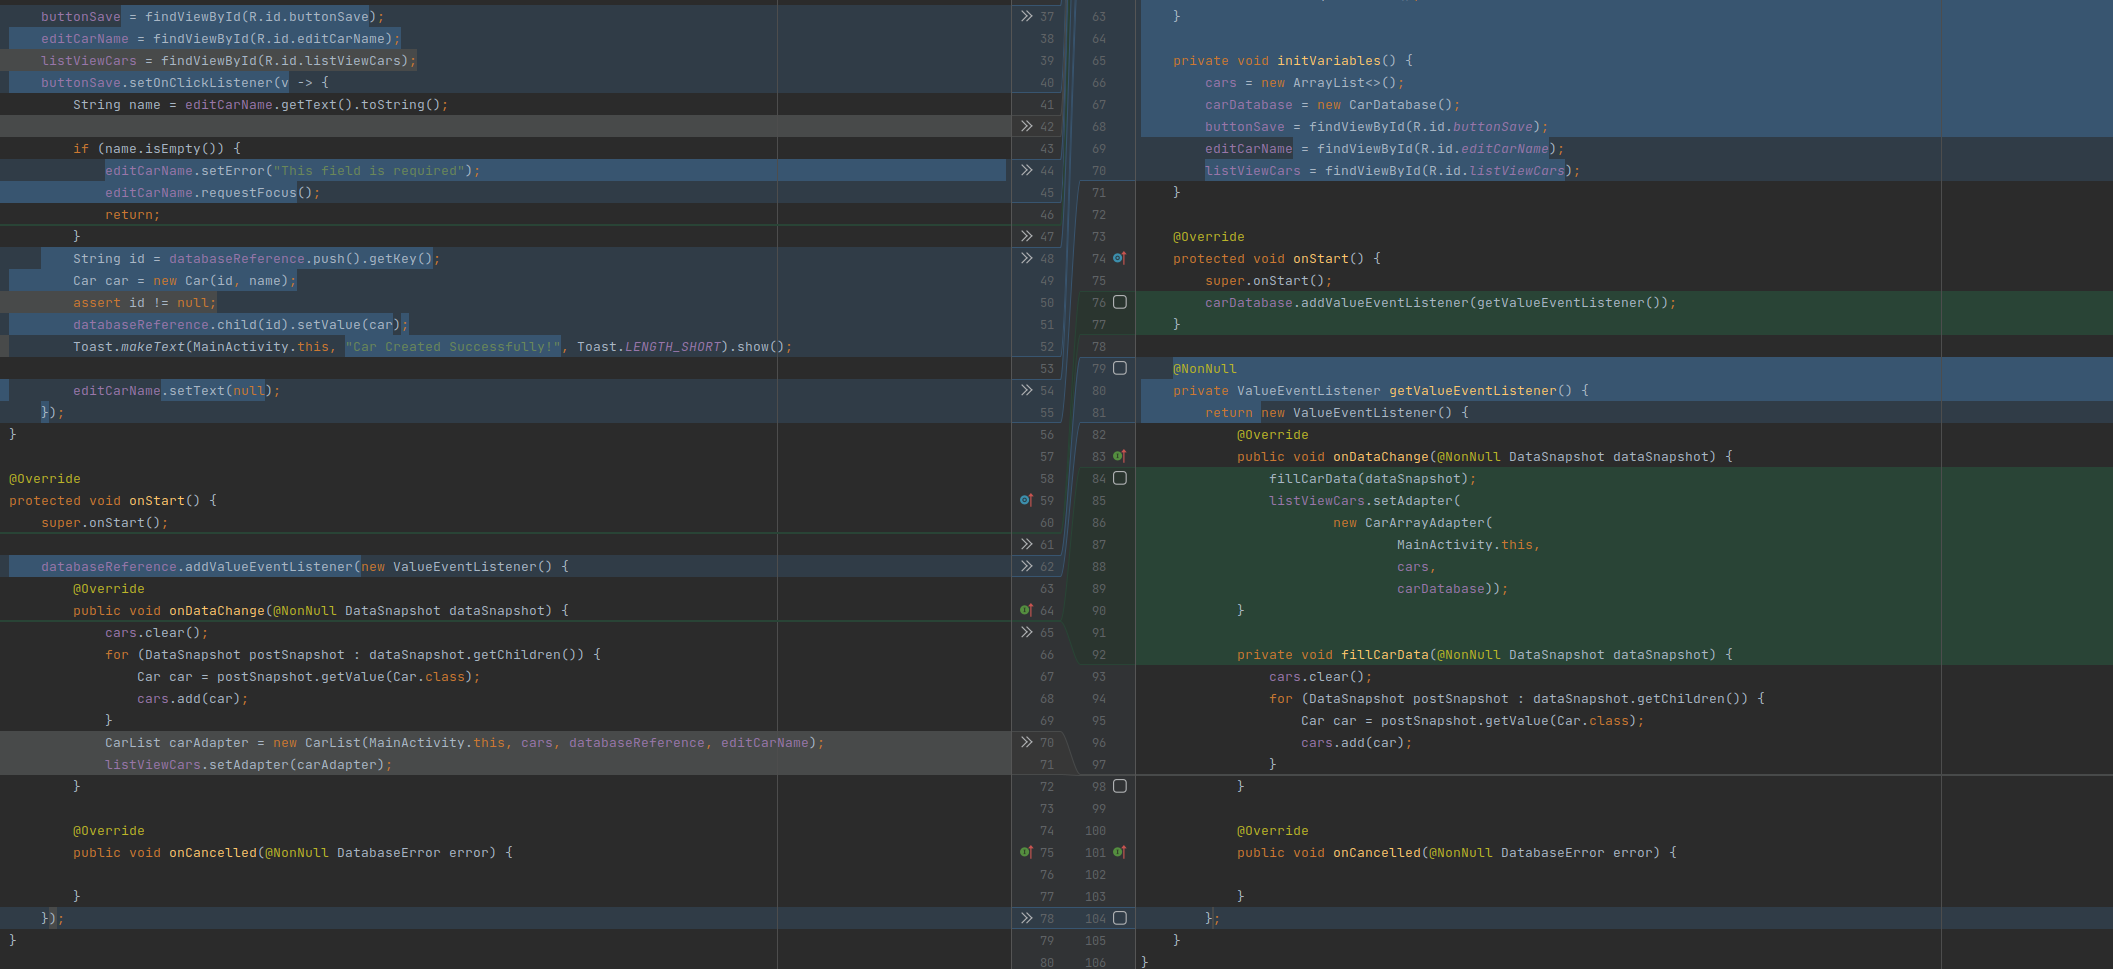 buttonSave = findViewById(R.id.buttonSave);
editCarName = findViewById(R.id.editCarName);
listViewCars = findViewById(R.id.listViewCars);
buttonSave.setOnClickListener(v -> {
String name = editCarName.getText().toString();
if (name.isEmpty()) {
editCarName.setError("This field is required");
editCarName.requestFocus();
return;
}
String id = databaseReference.push().getKey();
Car car = new Car(id, name);
assert id != null;
databaseReference.child(id).setValue(car);
Toast.makeText(MainActivity.this, "Car Created Successfully!", Toast.LENGTH_SHORT).show();
editCarName.setText(null);
});
}
@Override
protected void onStart() {
super.onStart();
databaseReference.addValueEventListener(new ValueEventListener() {
@Override
public void onDataChange(@NonNull DataSnapshot dataSnapshot) {
cars.clear();
for (DataSnapshot postSnapshot : dataSnapshot.getChildren()) {
Car car = postSnapshot.getValue(Car.class);
cars.add(car);
}
CarList carAdapter = new CarList(MainActivity.this, cars, databaseReference, editCarName);
listViewCars.setAdapter(carAdapter);
}
@Override
public void onCancelled(@NonNull DatabaseError error) {
}
});
}
37 63
38 64
39 65
40 66
41 67
42 68
43 69
44 70
45 71
46 72
47 73
48 74
49 75
50 76
51 77
52 78
53 79
54 80
55 81
56 82
57 83
58 84
59 85
60 86
61 87
62 88
63 89
64 90
65 91
66 92
67 93
68 94
69 95
70 96
71 97
72 98
73 99
74 100
75 101
76 102
77 103
78 104
79 105
80 106
}
private void initVariables() {
cars = new ArrayList<>();
carDatabase = new CarDatabase();
buttonSave = findViewById(R.id.buttonSave);
editCarName = findViewById(R.id.editCarName);
listViewCars = findViewById(R.id.listViewCars);
}
@Override
protected void onStart() {
super.onStart();
carDatabase.addValueEventListener(getValueEventListener());
}
@NonNull
private ValueEventListener getValueEventListener() {
return new ValueEventListener() {
@Override
public void onDataChange(@NonNull DataSnapshot dataSnapshot) {
fillCarData(dataSnapshot);
listViewCars.setAdapter(
new CarArrayAdapter(
MainActivity.this,
cars,
carDatabase));
}
private void fillCarData(@NonNull DataSnapshot dataSnapshot) {
cars.clear();
for (DataSnapshot postSnapshot : dataSnapshot.getChildren()) {
Car car = postSnapshot.getValue(Car.class);
cars.add(car);
}
}
@Override
public void onCancelled(@NonNull DatabaseError error) {
}
};
}
}